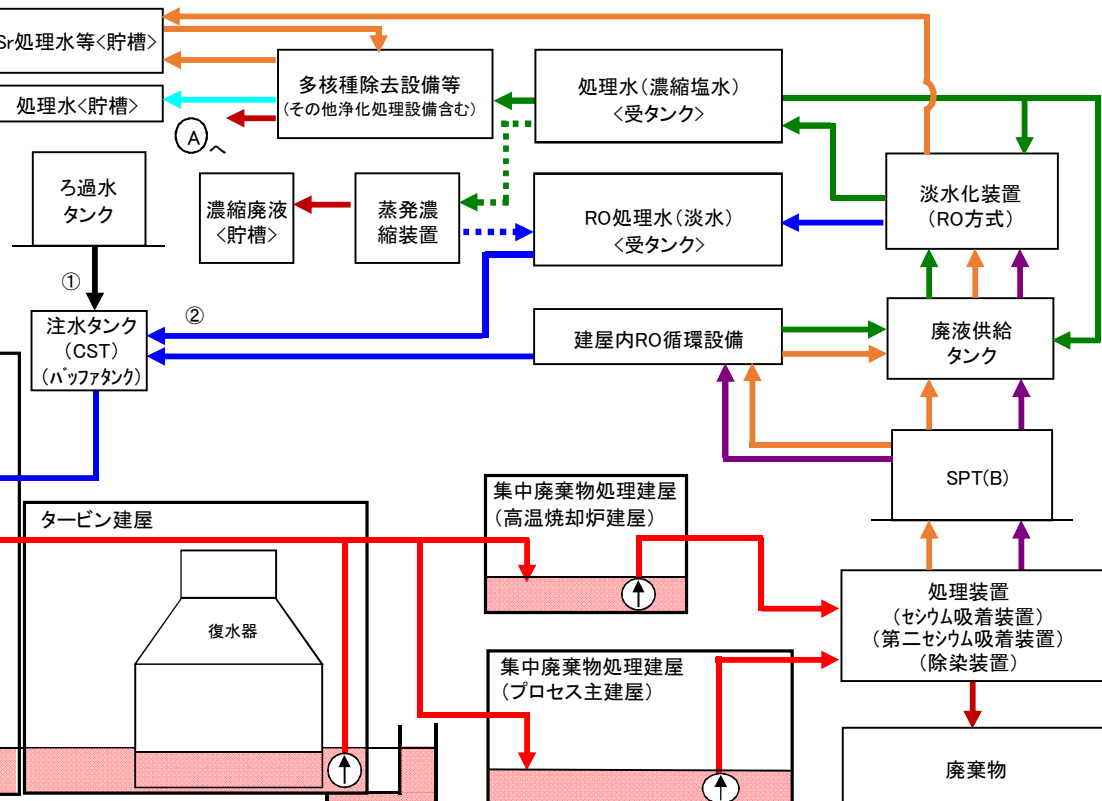 Sr処理水等<貯槽>
処理水<貯槽>
多核種除去設備等
(その他浄化処理設備含む)
処理水(濃縮塩水)
<受タンク>
Aへ
ろ過水
タンク
濃縮廃液
<貯槽>
蒸発濃
縮装置
RO処理水(淡水)
<受タンク>
淡水化装置
(RO方式)
①
②
注水タンク
(CST)
(バッファタンク)
建屋内RO循環設備
廃液供給
タンク
SPT(B)
集中廃棄物処理建屋
(高温焼却炉建屋)
タービン建屋
復水器
処理装置
(セシウム吸着装置)
(第二セシウム吸着装置)
(除染装置)
集中廃棄物処理建屋
(プロセス主建屋)
廃棄物